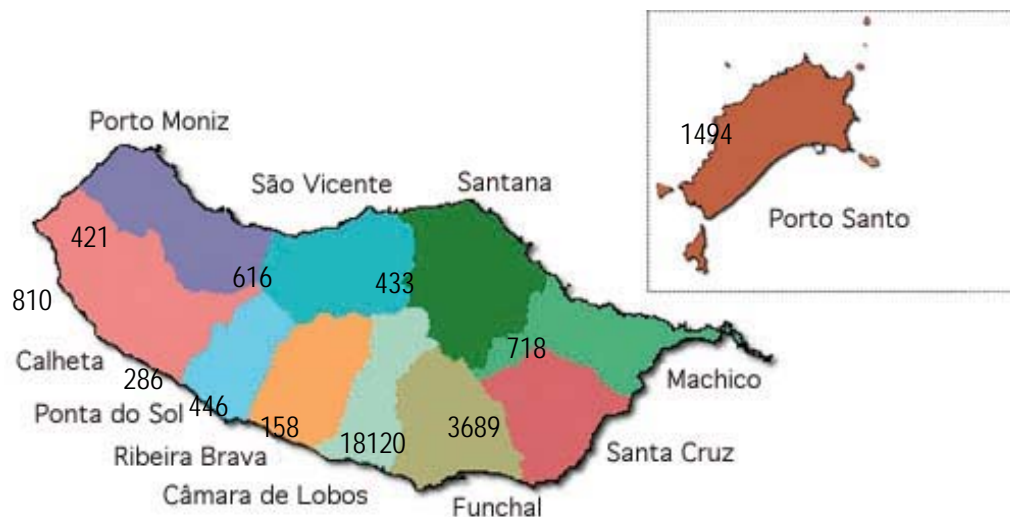 Porto Moniz
1494
São Vicente
Santana
Porto Santo
421
616
433
810
718
Calheta
286
Machico
Ponta do Sol
446
158
18120
3689
Ribeira Brava
Santa Cruz
Câmara de Lobos
Funchal